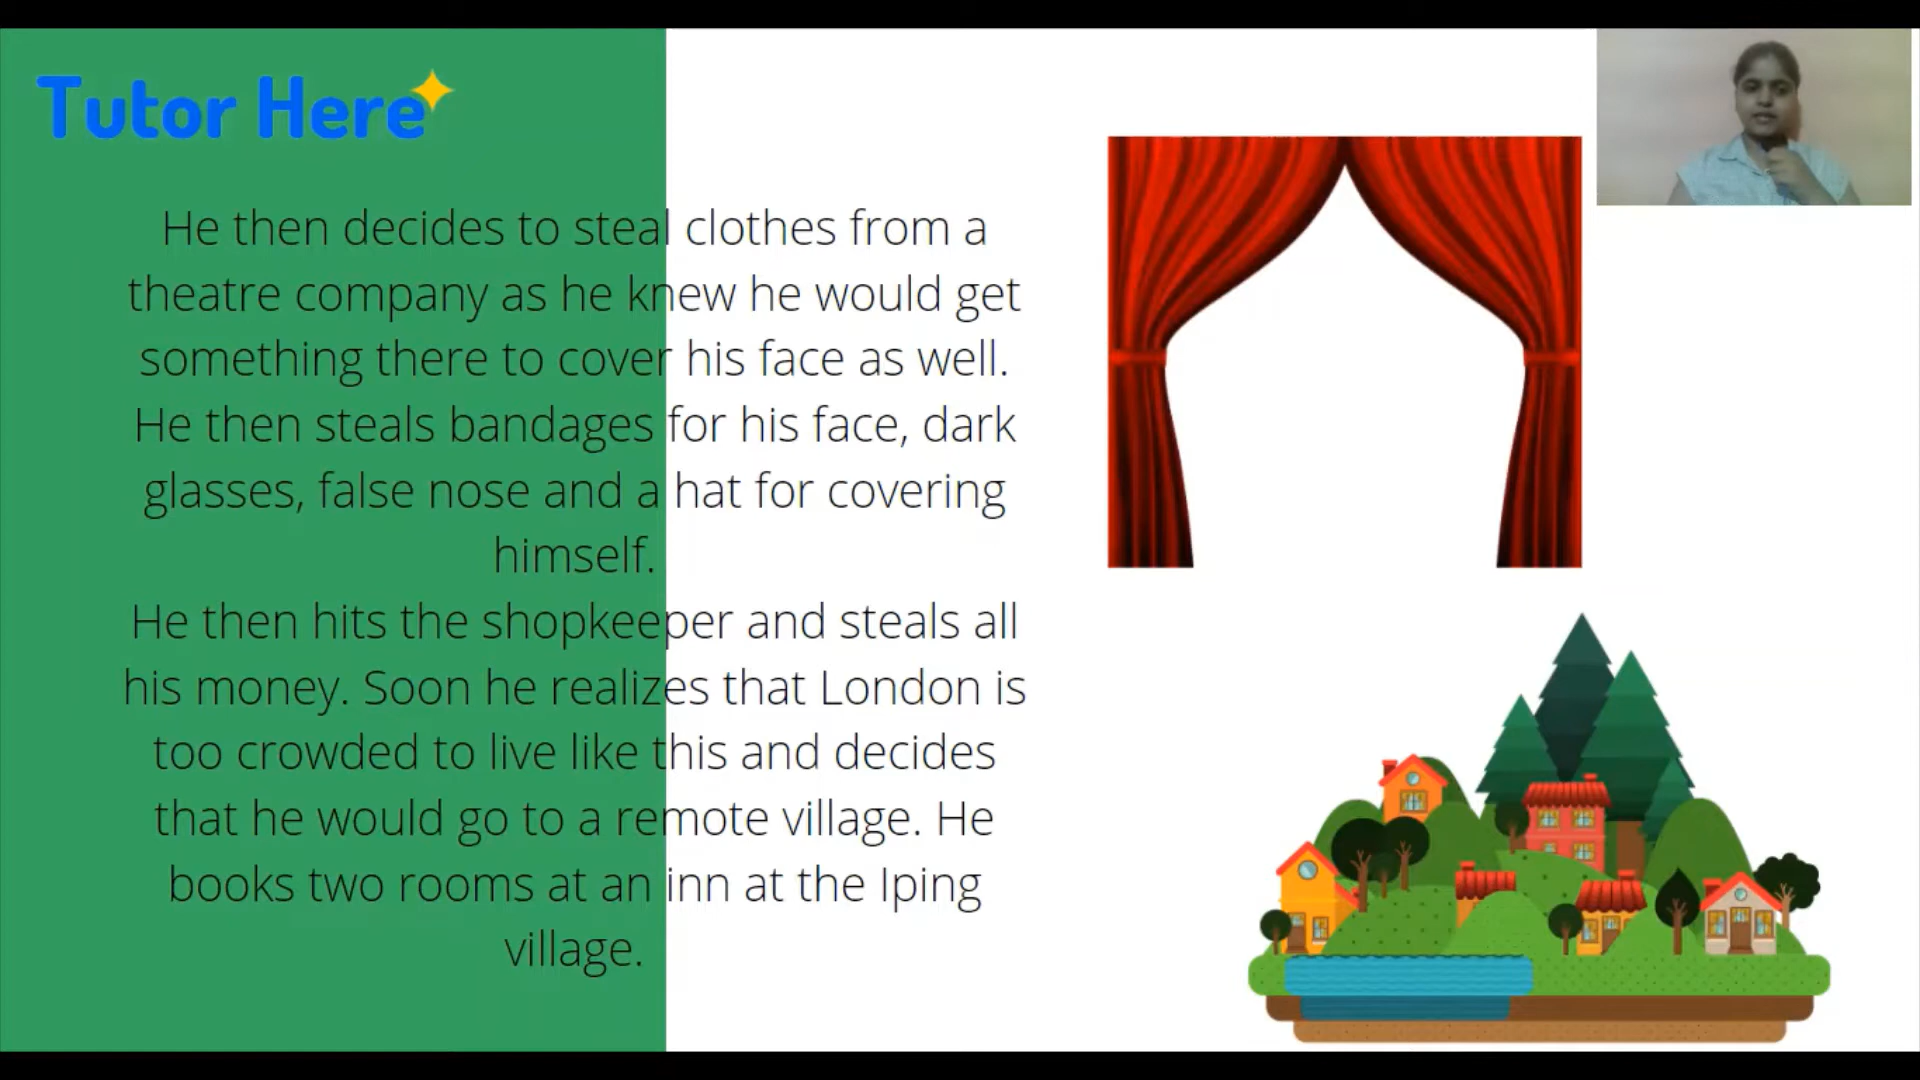 Tutor Here
He then decides to steal clothes from a
theatre company as he knew he would get
something there to cover his face as well.
He then steals bandages for his face, dark
glasses, false nose and a hat for covering
himself.
He then hits the shopkeeper and steals all
his money. Soon he realizes that London is
too crowded to live like this and decides
that he would go to a remote village. He
books two rooms at an inn at the Iping
village.